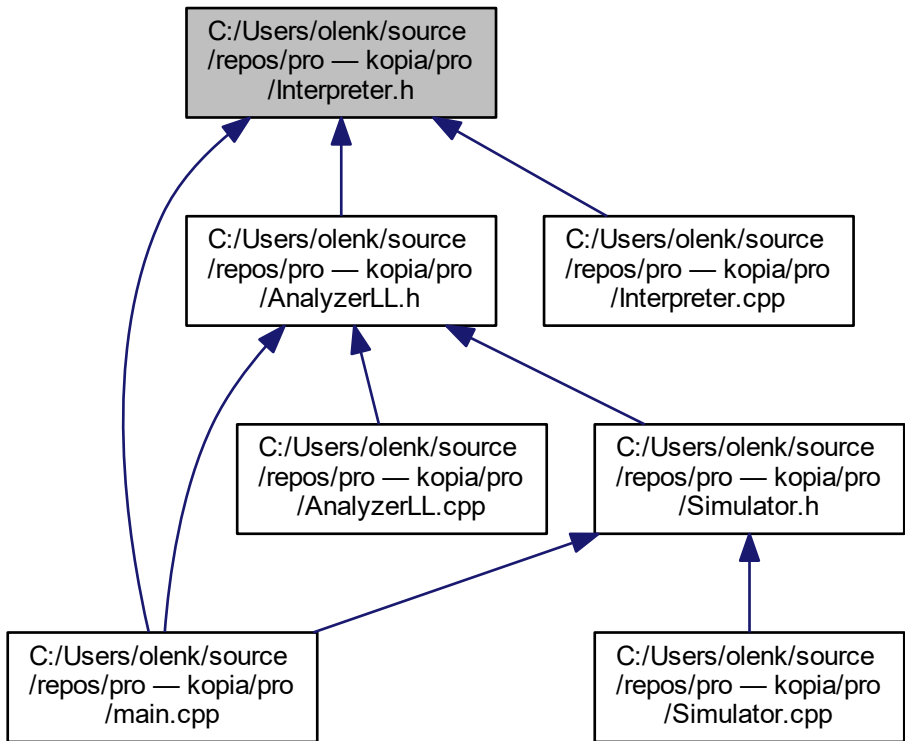 C:/Users/olenk/source
/repos/pro — kopia/pro
/Interpreter.h
C:/Users/olenk/source
/repos/pro — kopia/pro
/AnalyzerLL.h
C:/Users/olenk/source
/repos/pro — kopia/pro
/Interpreter.cpp
C:/Users/olenk/source
/repos/pro — kopia/pro
/AnalyzerLL.cpp
C:/Users/olenk/source
/repos/pro — kopia/pro
/Simulator.h
C:/Users/olenk/source
/repos/pro — kopia/pro
/main.cpp
C:/Users/olenk/source
/repos/pro — kopia/pro
/Simulator.cpp